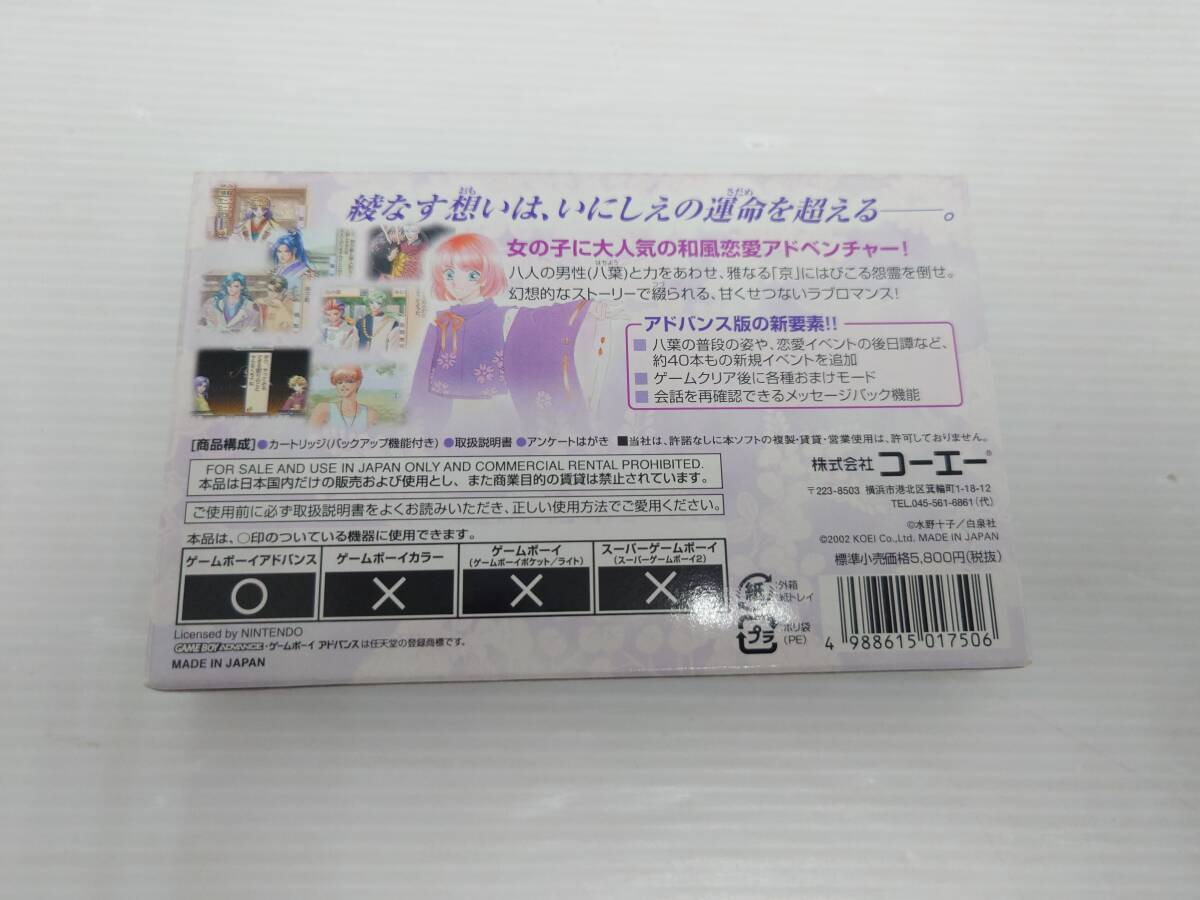 綾なす想いは、いにしえの運命を超える――。
おも
さだめ
女の子に大人気の和風恋愛アドベンチャー!
八人の男性(八葉)と力をあわせ、雅なる「京」にはびこる怨霊を倒せ。
はちよう
幻想的なストーリーで綴られる、甘くせつないラブロマンス!
つづ
アドバンス版の新要素!!
■八葉の普段の姿や、恋愛イベントの後日譚など、
約40本もの新規イベントを追加
■ゲームクリア後に各種おまけモード
■会話を再確認できるメッセージバック機能
[商品構成]●カートリッジ(バックアップ機能付き) ●取扱説明書 ●アンケートはがき ■当社は、許諾なしに本ソフトの複製・賃貸・営業使用は、許可しておりません。
FOR SALE AND USE IN JAPAN ONLY AND COMMERCIAL RENTAL PROHIBITED.
本品は日本国内だけの販売および使用とし、また商業目的の賃貸は禁止されています。
ご使用前に必ず取扱説明書をよくお読みいただき、正しい使用方法でご愛用ください。
本品は、○印のついている機器に使用できます。
ゲームボーイアドバンス
ゲームボーイカラー
ゲームボーイ
(ゲームボーイポケット/ライト)
スーパーゲームボーイ
(スーパーゲームボーイ2)
○ × × ×
Licensed by NINTENDO
GAME BOY ADVANCE・ゲームボーイ アドバンスは任天堂の登録商標です。
MADE IN JAPAN
株式会社 コーエー®
〒223-8503 横浜市港北区箕輪町1-18-12
TEL.045-561-6861(代)
©水野十子/白泉社
©2002 KOEI Co.,Ltd. MADE IN JAPAN
標準小売価格5,800円(税抜)
紙
外箱
紙トレイ
プラ
ポリ袋
(PE)
4 988615 017506